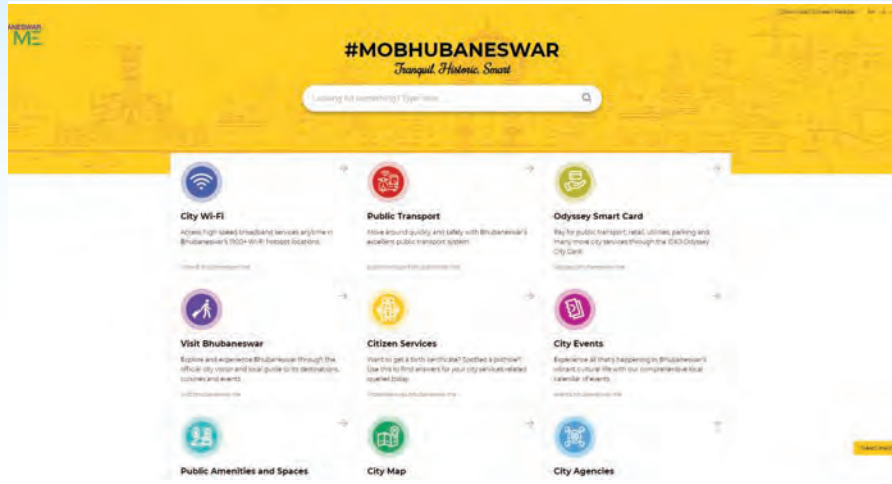 ME
#MOBHUBANESWAR
Tranquil. Historic. Smart
Looking for something? Type here
City Wi-Fi
Access high speed broadband services anytime in
Bhubaneswar's Wi-Fi hotspot locations.
Public Transport
Move around quickly and safely with Bhubaneswar's
excellent public transport system
Odyssey Smart Card
Pay for public transport, retail, utilities, parking and
many more city services through the Odyssey
City Card
Visit Bhubaneswar
Explore and experience Bhubaneswar through the
official city visitor and local guide to its destinations,
cuisines and events
Citizen Services
Want to get a birth certificate? Spotted a pothole?
Use this to find answers for your city services related
queries today
City Events
Experience all that's happening in Bhubaneswar's
vibrant cultural life with our comprehensive local
calendar of events
Public Amenities and Spaces
City Map
City Agencies